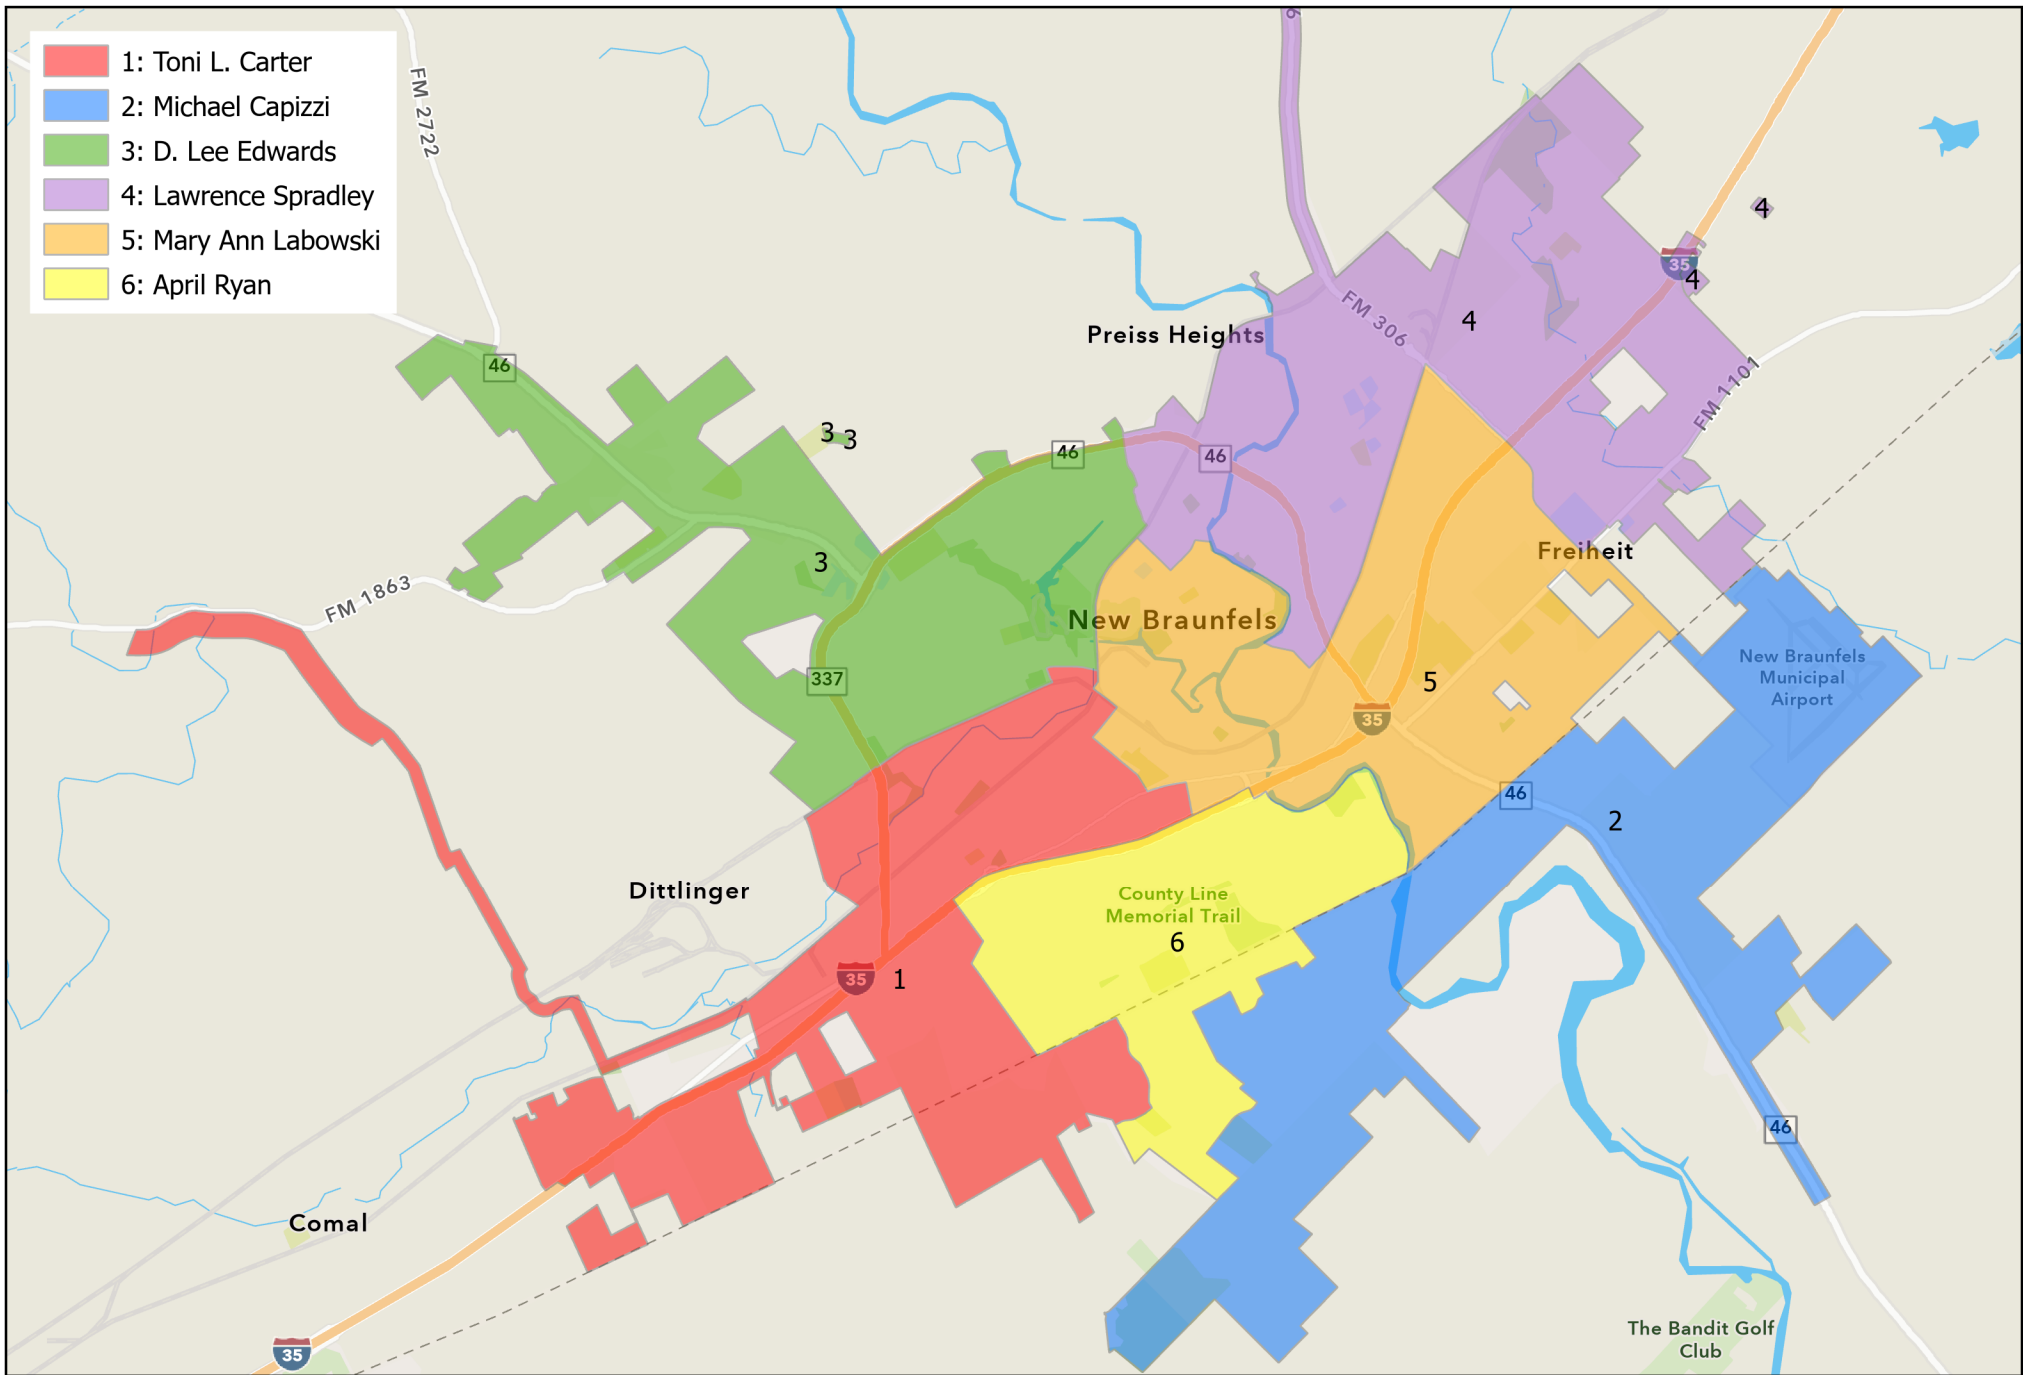 1: Toni L. Carter
2: Michael Capizzi
3: D. Lee Edwards
4: Lawrence Spradley
5: Mary Ann Labowski
6: April Ryan
FM 2722
4
35
4
4
FM 306
Preiss Heights
46
FM 1101
3
3
46
46
Freiheit
3
FM 1863
New Braunfels
New Braunfels
Municipal
Airport
337
5
35
46
2
Dittlinger
County Line
Memorial Trail
6
35
1
46
Comal
The Bandit Golf
Club
35